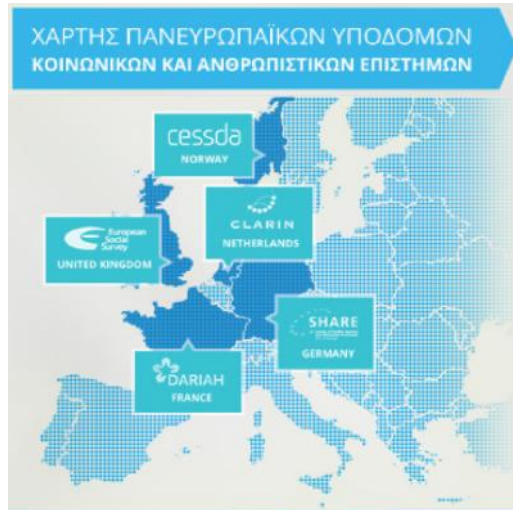 ΧΑΡΤΗΣ ΠΑΝΕΥΡΩΠΑΪΚΩΝ ΥΠΟΔΟΜΩΝ
ΚΟΙΝΩΝΙΚΩΝ ΚΑΙ ΑΝΘΡΩΠΙΣΤΙΚΩΝ ΕΠΙΣΤΗΜΩΝ
cessda
NORWAY
CLARIN
NETHERLANDS
European
Social
Survey
UNITED KINGDOM
SHARE
GERMANY
DARIAH
FRANCE